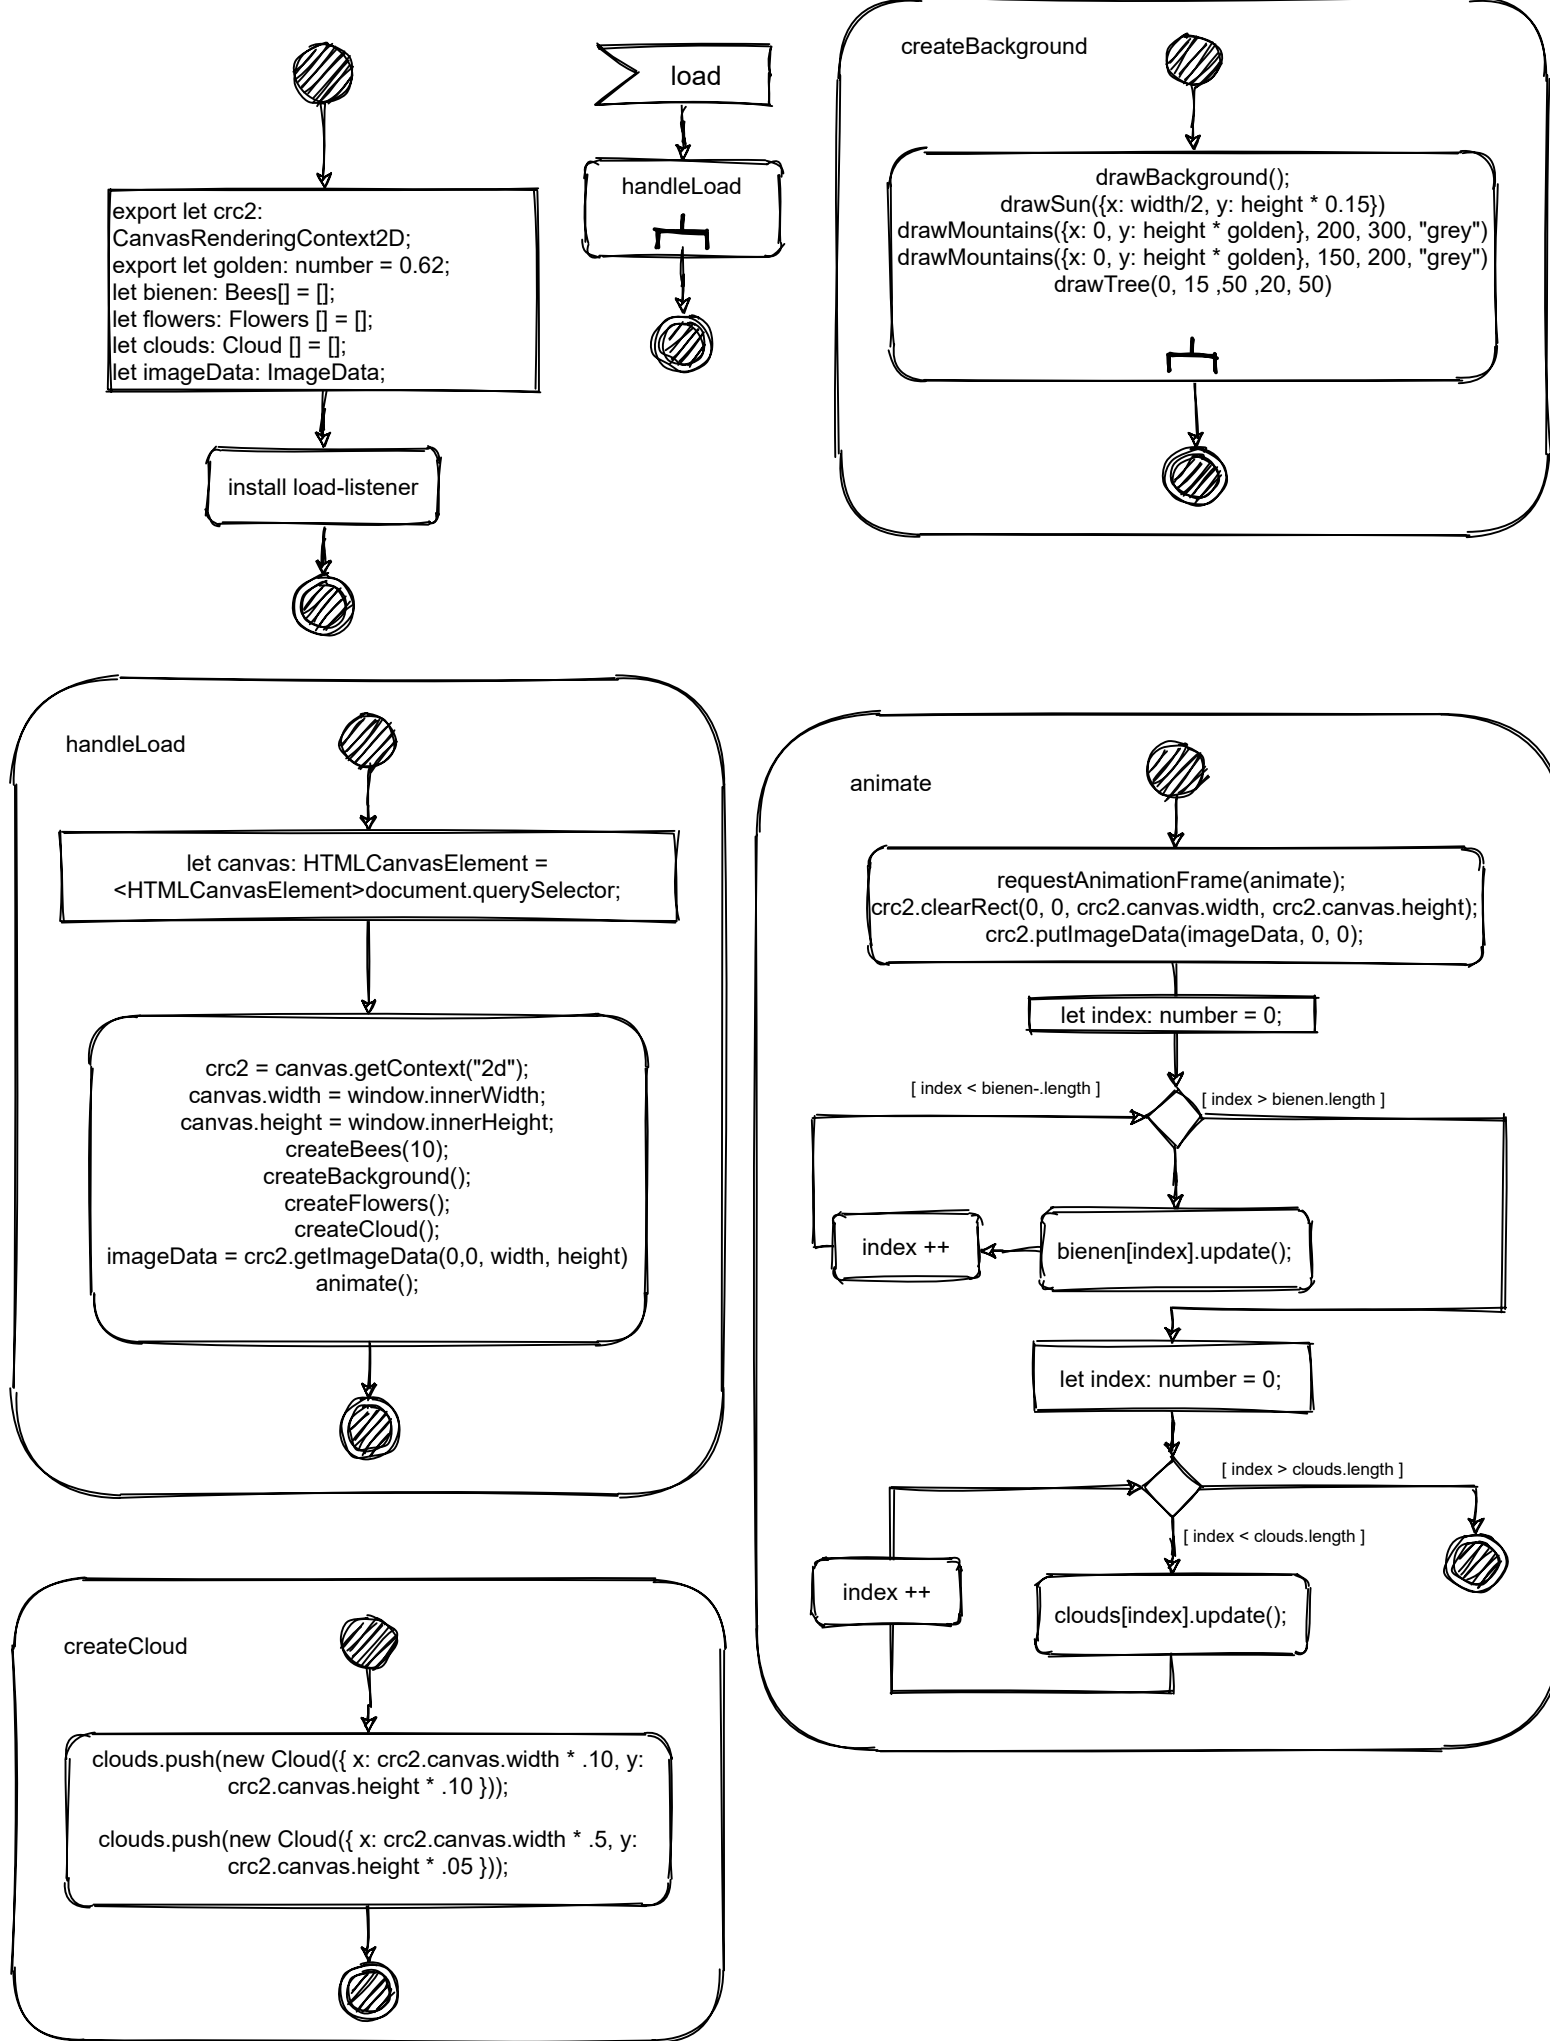 export let crc2:
CanvasRenderingContext2D;
export let golden: number = 0.62;
let bienen: Bees[] = [];
let flowers: Flowers [] = [];
let clouds: Cloud [] = [];
let imageData: ImageData;
install load-listener
load
handleLoad
createBackground
drawBackground();
drawSun({x: width/2, y: height * 0.15})
drawMountains({x: 0, y: height * golden}, 200, 300, "grey")
drawMountains({x: 0, y: height * golden}, 150, 200, "grey")
drawTree(0, 15 ,50 ,20, 50)
handleLoad
let canvas: HTMLCanvasElement =
<HTMLCanvasElement>document.querySelector;
crc2 = canvas.getContext("2d");
canvas.width = window.innerWidth;
canvas.height = window.innerHeight;
createBees(10);
createBackground();
createFlowers();
createCloud();
imageData = crc2.getImageData(0,0, width, height)
animate();
animate
requestAnimationFrame(animate);
crc2.clearRect(0, 0, crc2.canvas.width, crc2.canvas.height);
crc2.putImageData(imageData, 0, 0);
let index: number = 0;
[ index < bienen-.length ]
[ index > bienen.length ]
index ++
bienen[index].update();
let index: number = 0;
[ index > clouds.length ]
[ index < clouds.length ]
index ++
clouds[index].update();
createCloud
clouds.push(new Cloud({ x: crc2.canvas.width * .10, y:
crc2.canvas.height * .10 }));
clouds.push(new Cloud({ x: crc2.canvas.width * .5, y:
crc2.canvas.height * .05 }));